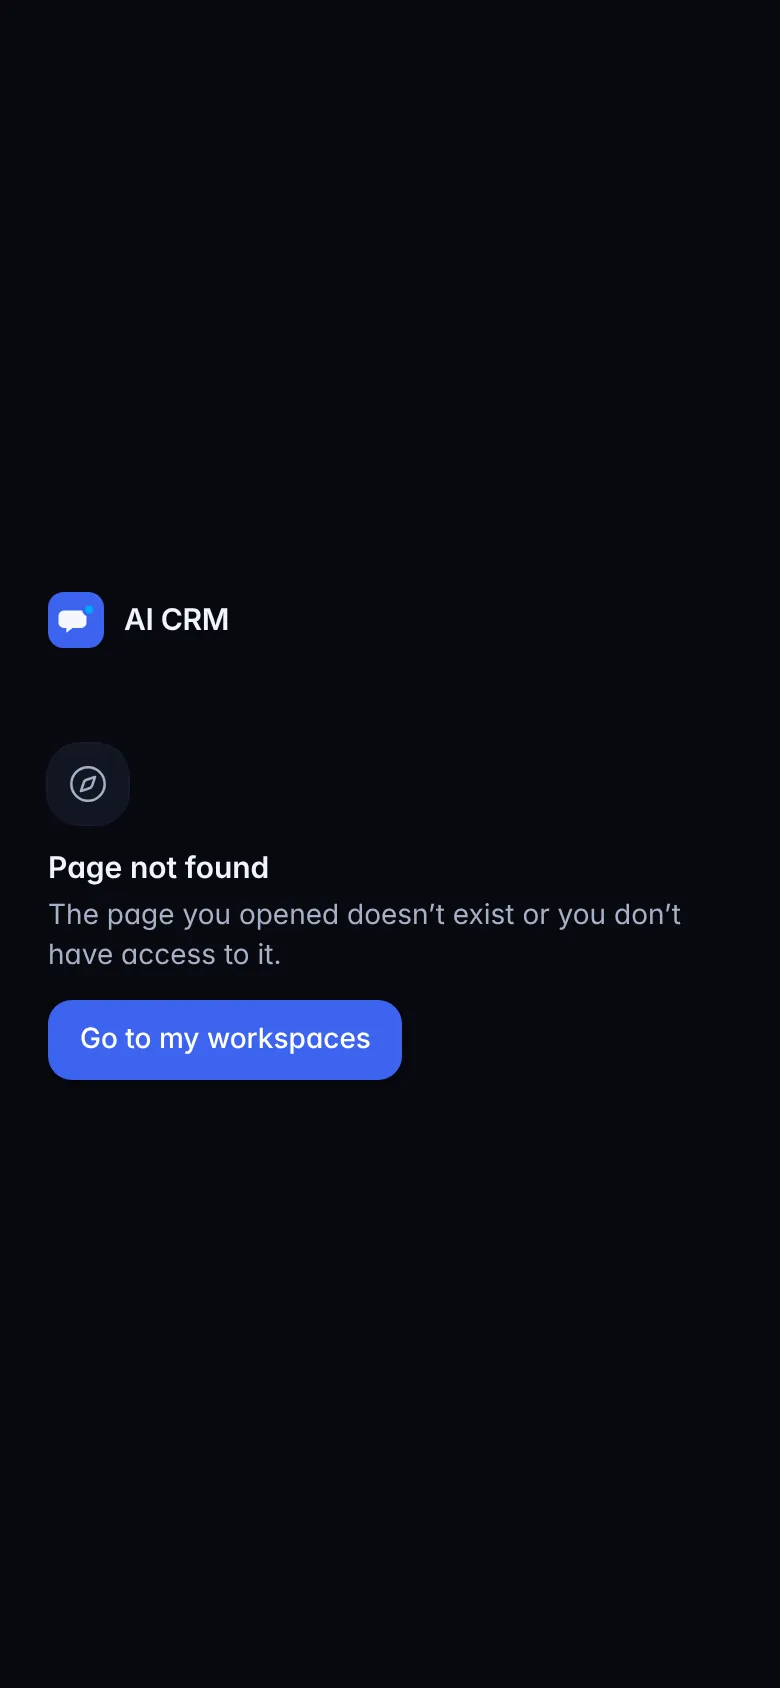 AI CRM
Page not found
The page you opened doesn’t exist or you don’t
have access to it.
Go to my workspaces